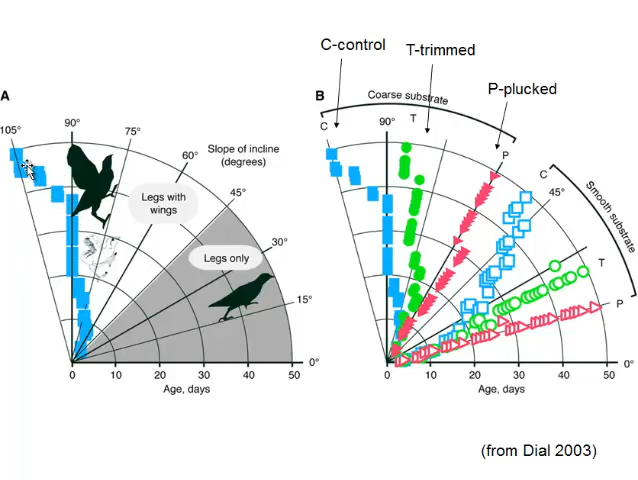 C-control
T-trimmed
P-plucked
A
105°
90°
75°
60°
Slope of incline
(degrees)
45°
30°
15°
0°
Legs with
wings
Legs only
0 10 20 30 40 50
Age, days
B
Coarse substrate
C
90°
T
P
C
45°
Smooth substrate
T
P
0°
0 10 20 30 40 50
Age, days
(from Dial 2003)